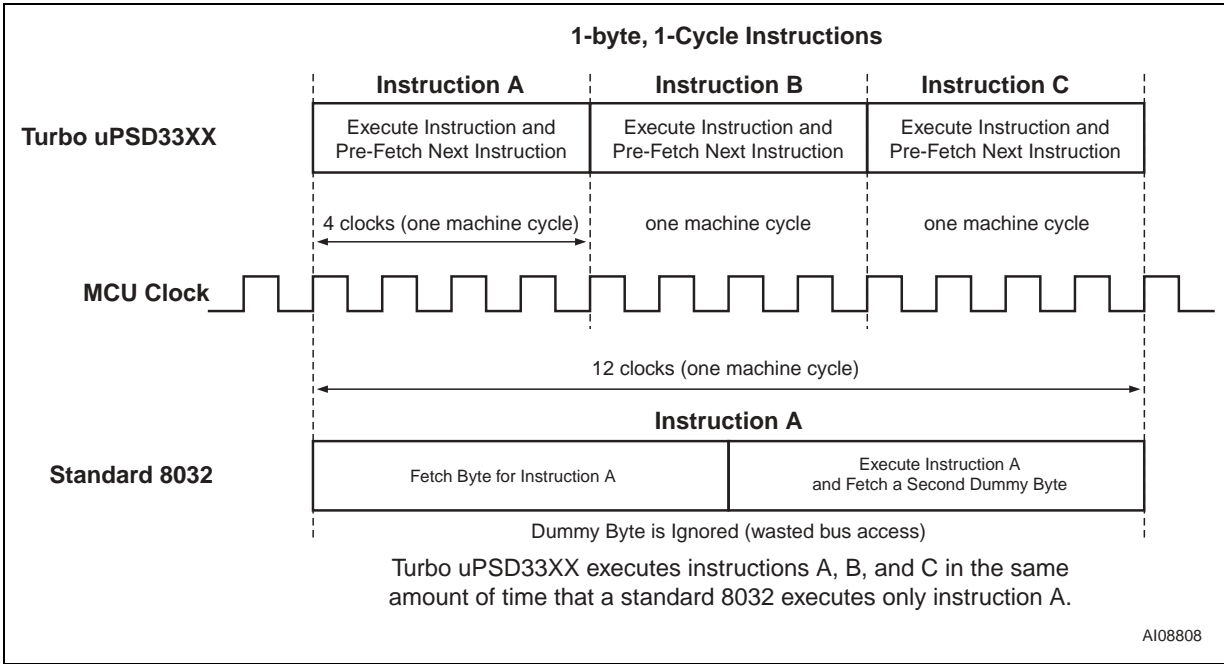 1-byte, 1-Cycle Instructions
Instruction A
Instruction B
Instruction C
Turbo uPSD33XX
Execute Instruction and
Pre-Fetch Next Instruction
Execute Instruction and
Pre-Fetch Next Instruction
Execute Instruction and
Pre-Fetch Next Instruction
4 clocks (one machine cycle)
one machine cycle
one machine cycle
MCU Clock
12 clocks (one machine cycle)
Instruction A
Standard 8032
Fetch Byte for Instruction A
Execute Instruction A
and Fetch a Second Dummy Byte
Dummy Byte is Ignored (wasted bus access)
Turbo uPSD33XX executes instructions A, B, and C in the same
amount of time that a standard 8032 executes only instruction A.
AI08808